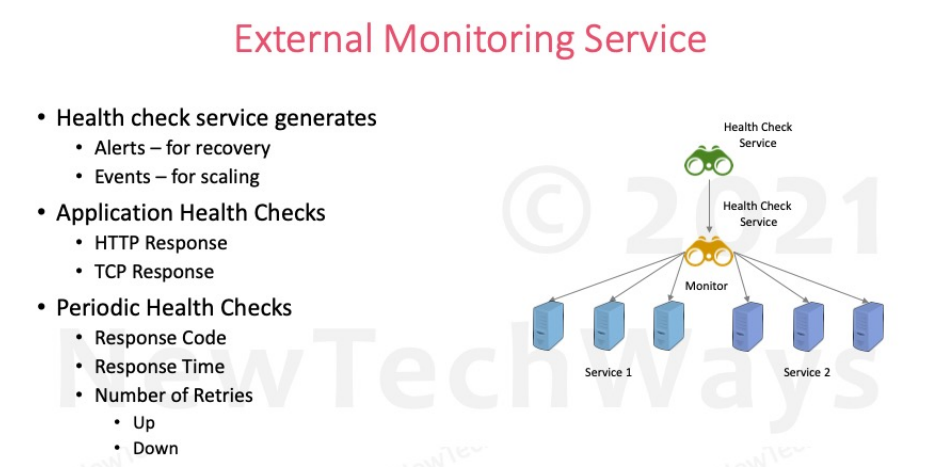 External Monitoring Service
• Health check service generates
• Alerts – for recovery
• Events – for scaling
• Application Health Checks
• HTTP Response
• TCP Response
• Periodic Health Checks
• Response Code
• Response Time
• Number of Retries
• Up
• Down
Health Check
Service
Health Check
Service
Monitor
Service 1
Service 2
© 2021
NewTechWays